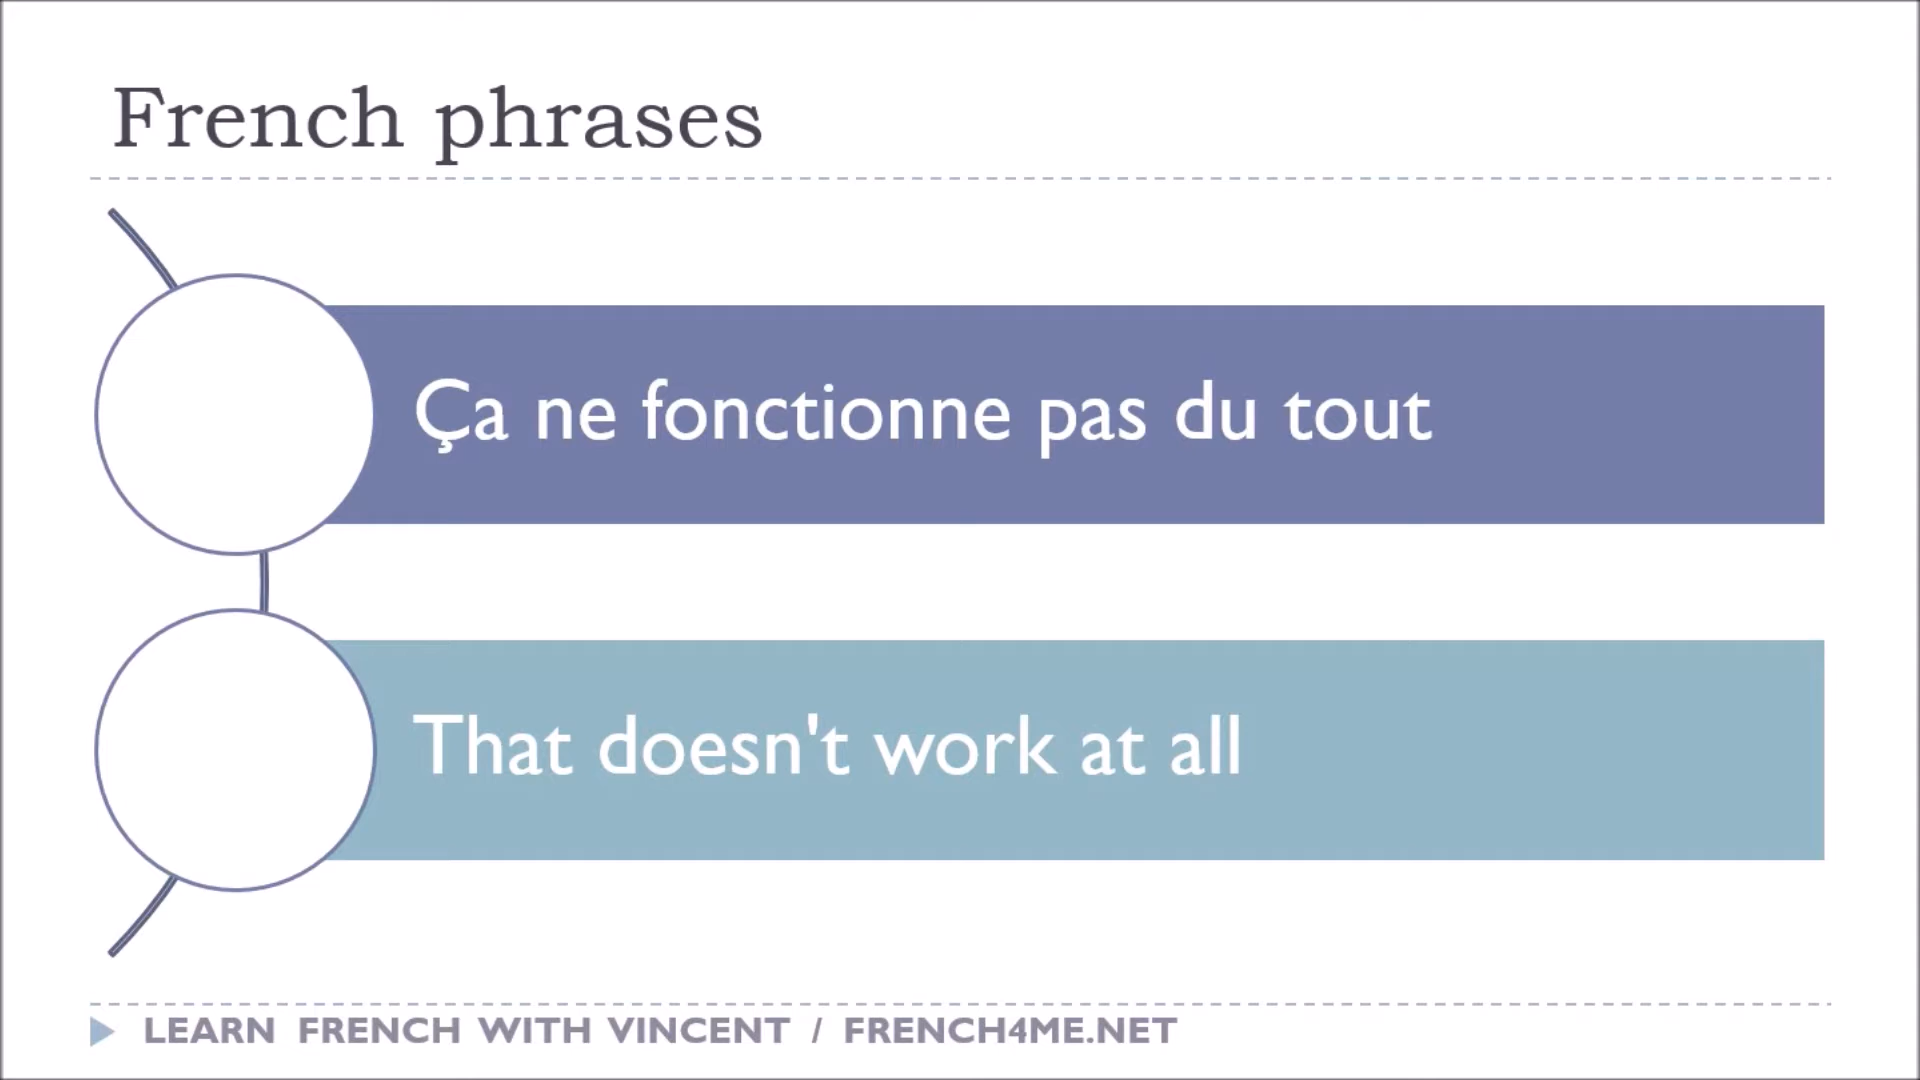 French phrases
Ça ne fonctionne pas du tout
That doesn't work at all
LEARN FRENCH WITH VINCENT / FRENCH4ME.NET